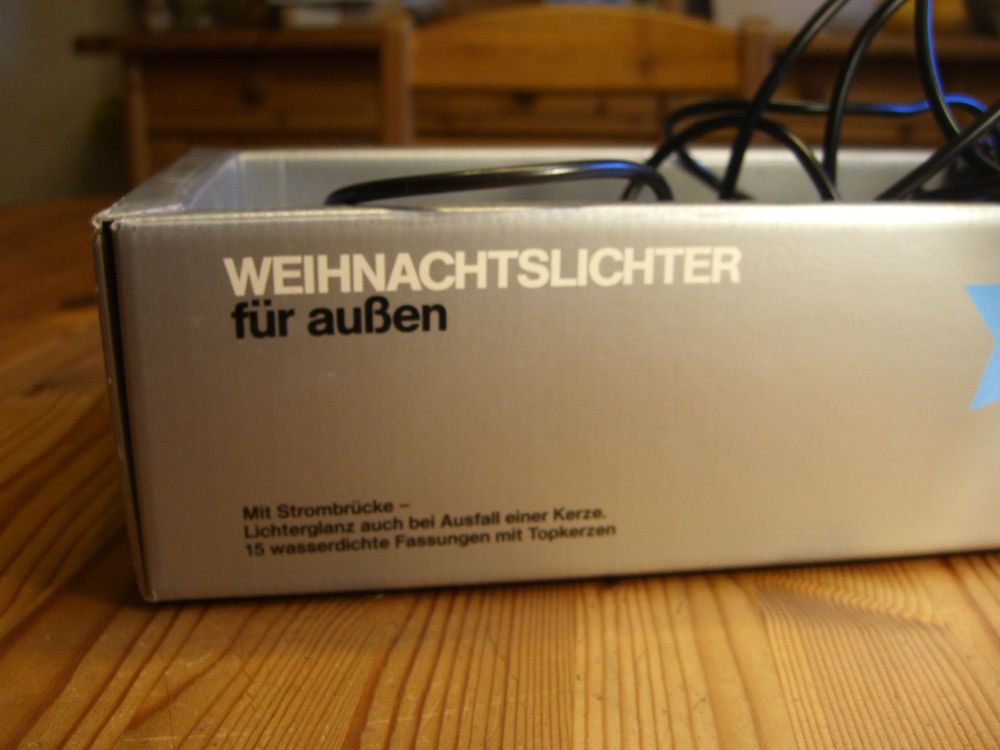 WEIHNACHTSLICHTER
für außen
Mit Strombrücke –
Lichterglanz auch bei Ausfall einer Kerze.
15 wasserdichte Fassungen mit Topkerzen